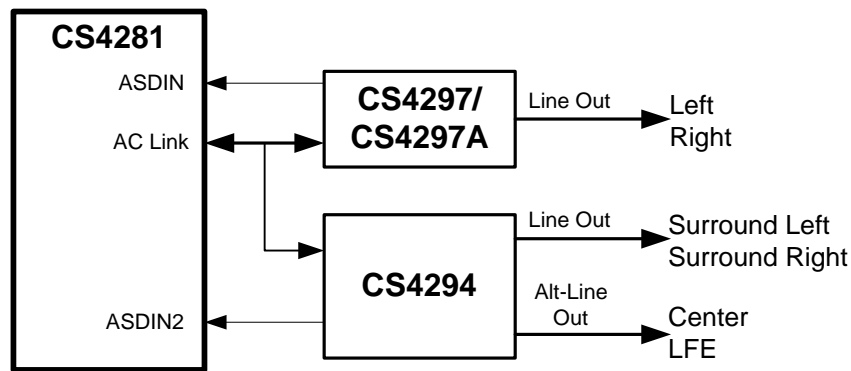 CS4281
ASDIN
AC Link
ASDIN2
CS4297/
CS4297A
CS4294
Line Out
Left
Right
Line Out
Surround Left
Surround Right
Alt-Line
Out
Center
LFE